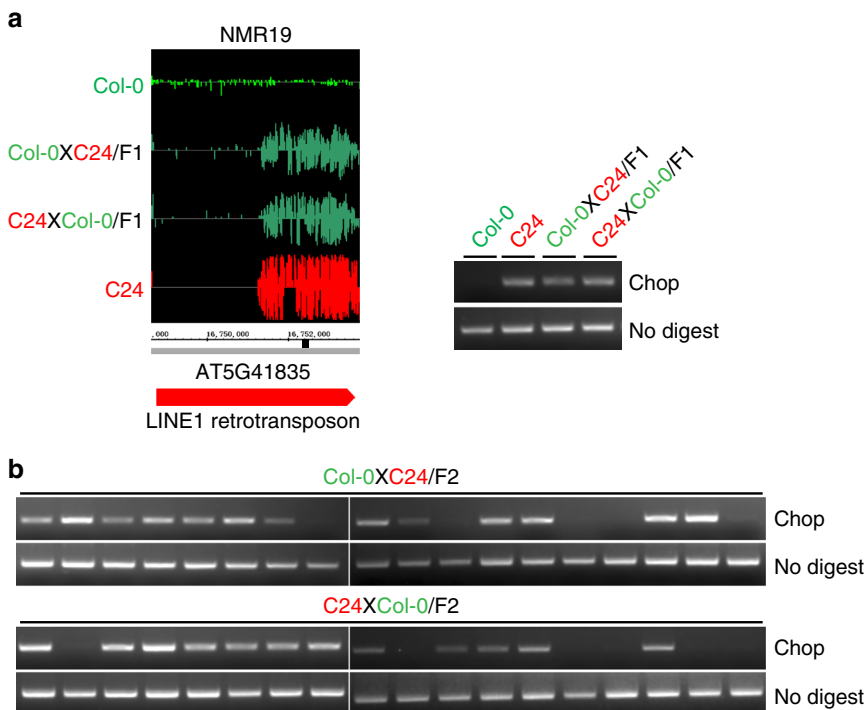 a
NMR19
Col-0
Col-0XC24/F1
C24XCol-0/F1
C24
,000 16,750,000 16,752,000
AT5G41835
LINE1 retrotransposon
Col-0
C24
Col-0XC24/F1
C24XCol-0/F1
Chop
No digest
b
Col-0XC24/F2
Chop
No digest
C24XCol-0/F2
Chop
No digest